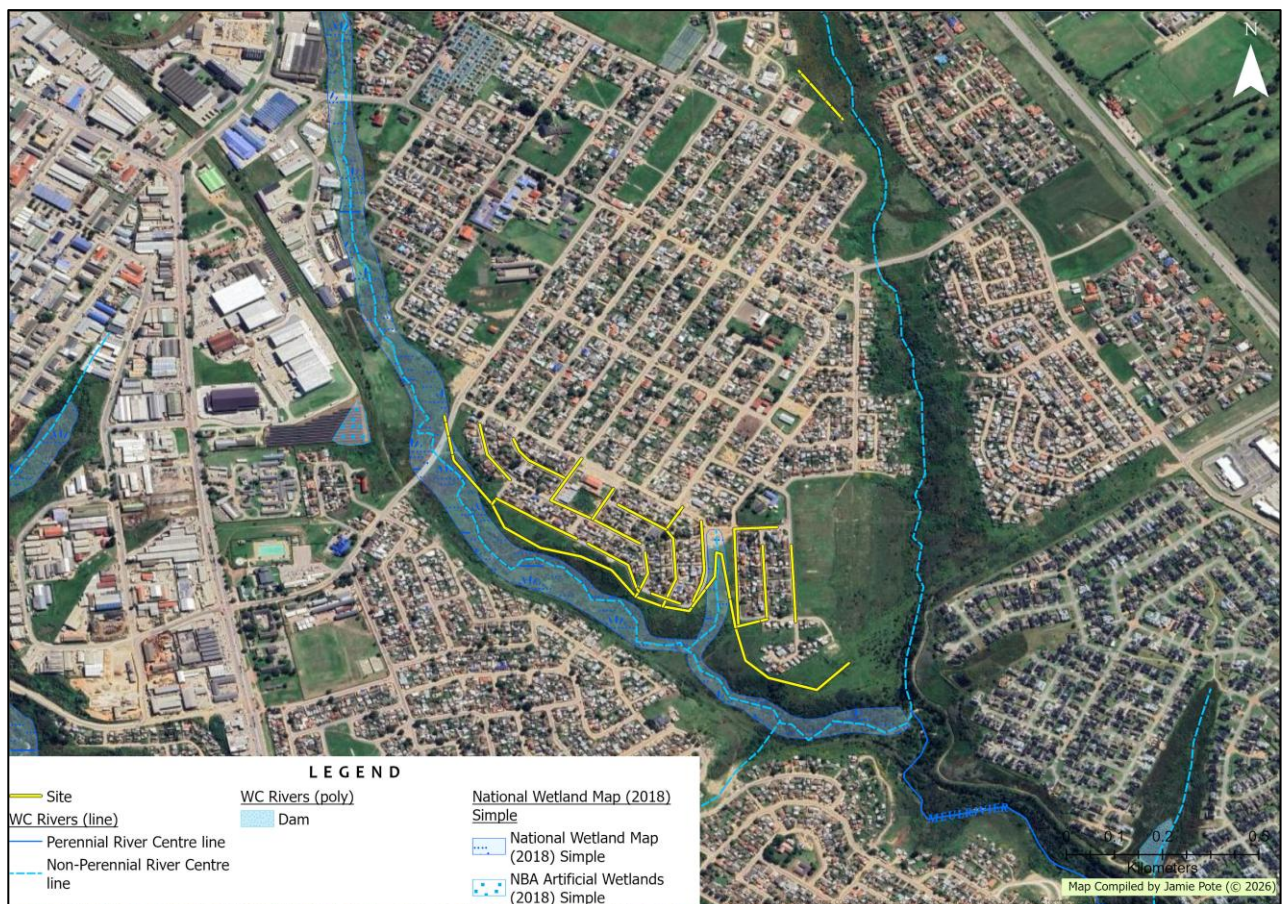 N
MEULRIVIER
0 0.1 0.2 0.5
Kilometers
Map Compiled by Jamie Pote (© 2026)
LEGEND
Site
WC Rivers (line)
Perennial River Centre line
Non-Perennial River Centre
line
WC Rivers (poly)
Dam
National Wetland Map (2018)
Simple
National Wetland Map
(2018) Simple
NBA Artificial Wetlands
(2018) Simple